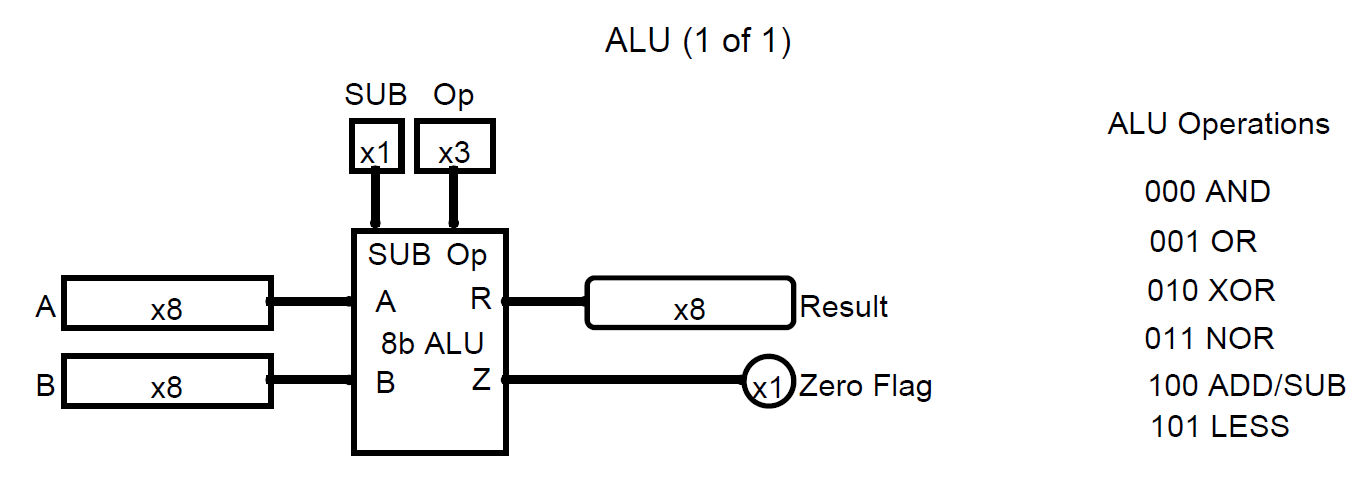 ALU (1 of 1)
SUB Op
x1 x3
SUB Op
A x8 A R x8 Result
8b ALU
B x8 B Z x1 Zero Flag
ALU Operations
000 AND
001 OR
010 XOR
011 NOR
100 ADD/SUB
101 LESS